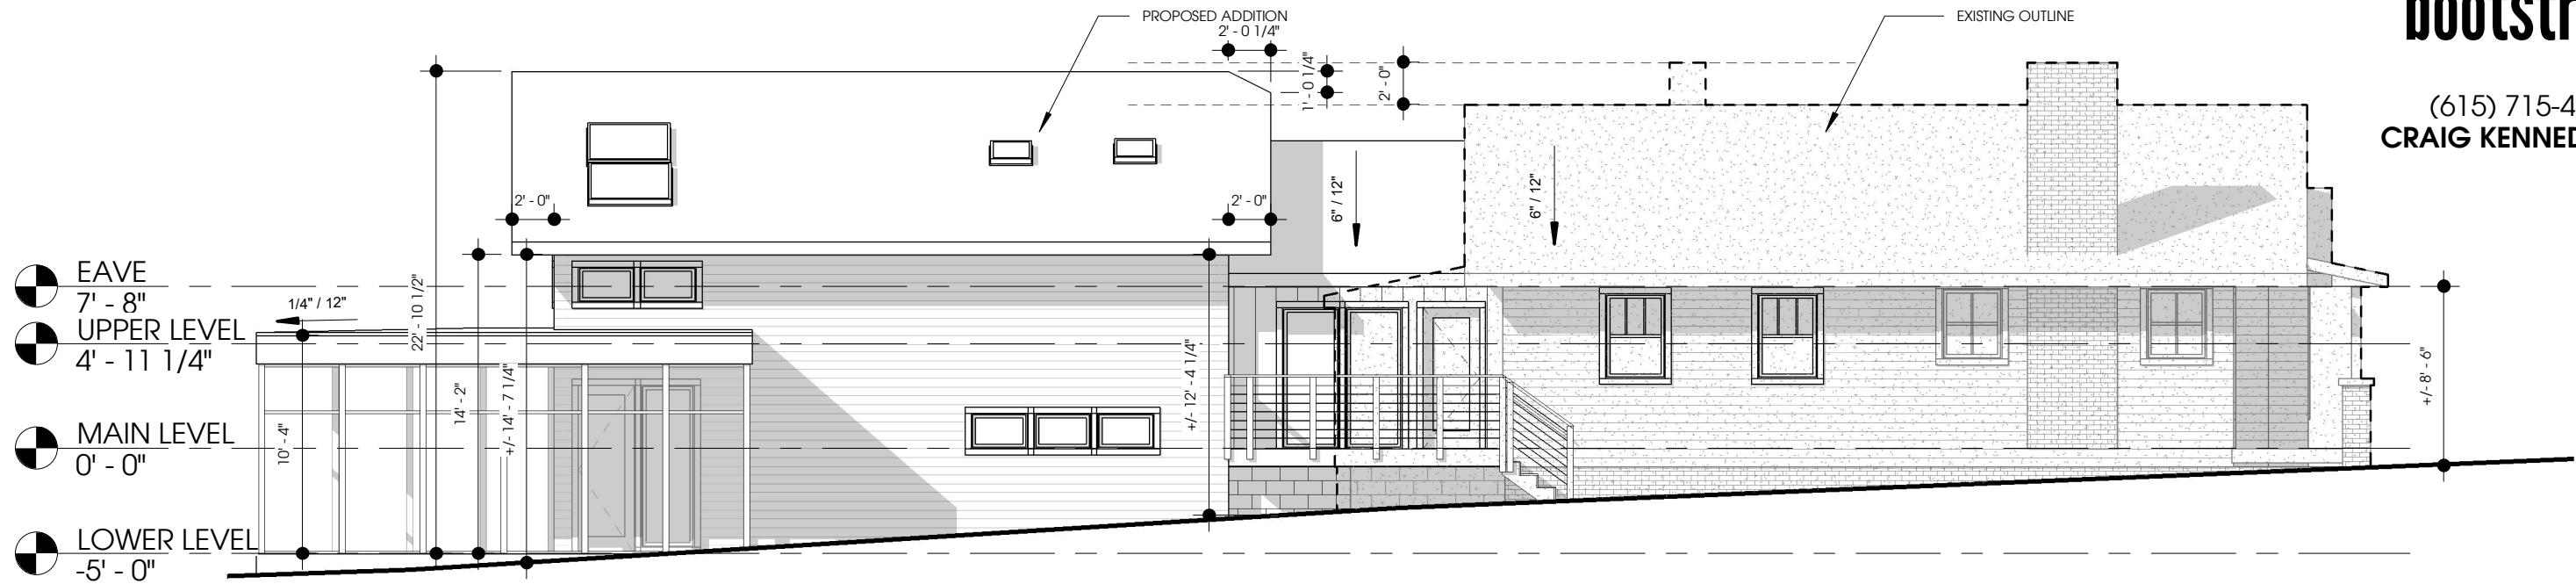 PROPOSED ADDITION
2' - 0 1/4"
EXISTING OUTLINE
1' - 0 1/4"
2' - 0"
(615) 715-4
CRAIG KENNED
2' - 0"
2' - 0"
6" / 12"
6" / 12"
EAVE
7' - 8"
1/4" / 12"
22' - 10 1/2"
UPPER LEVEL
4' - 11 1/4"
+/- 12' - 4 1/4"
+/- 8' - 6"
14' - 2"
+/- 14' - 7 1/4"
10' - 4"
MAIN LEVEL
0' - 0"
LOWER LEVEL
-5' - 0"